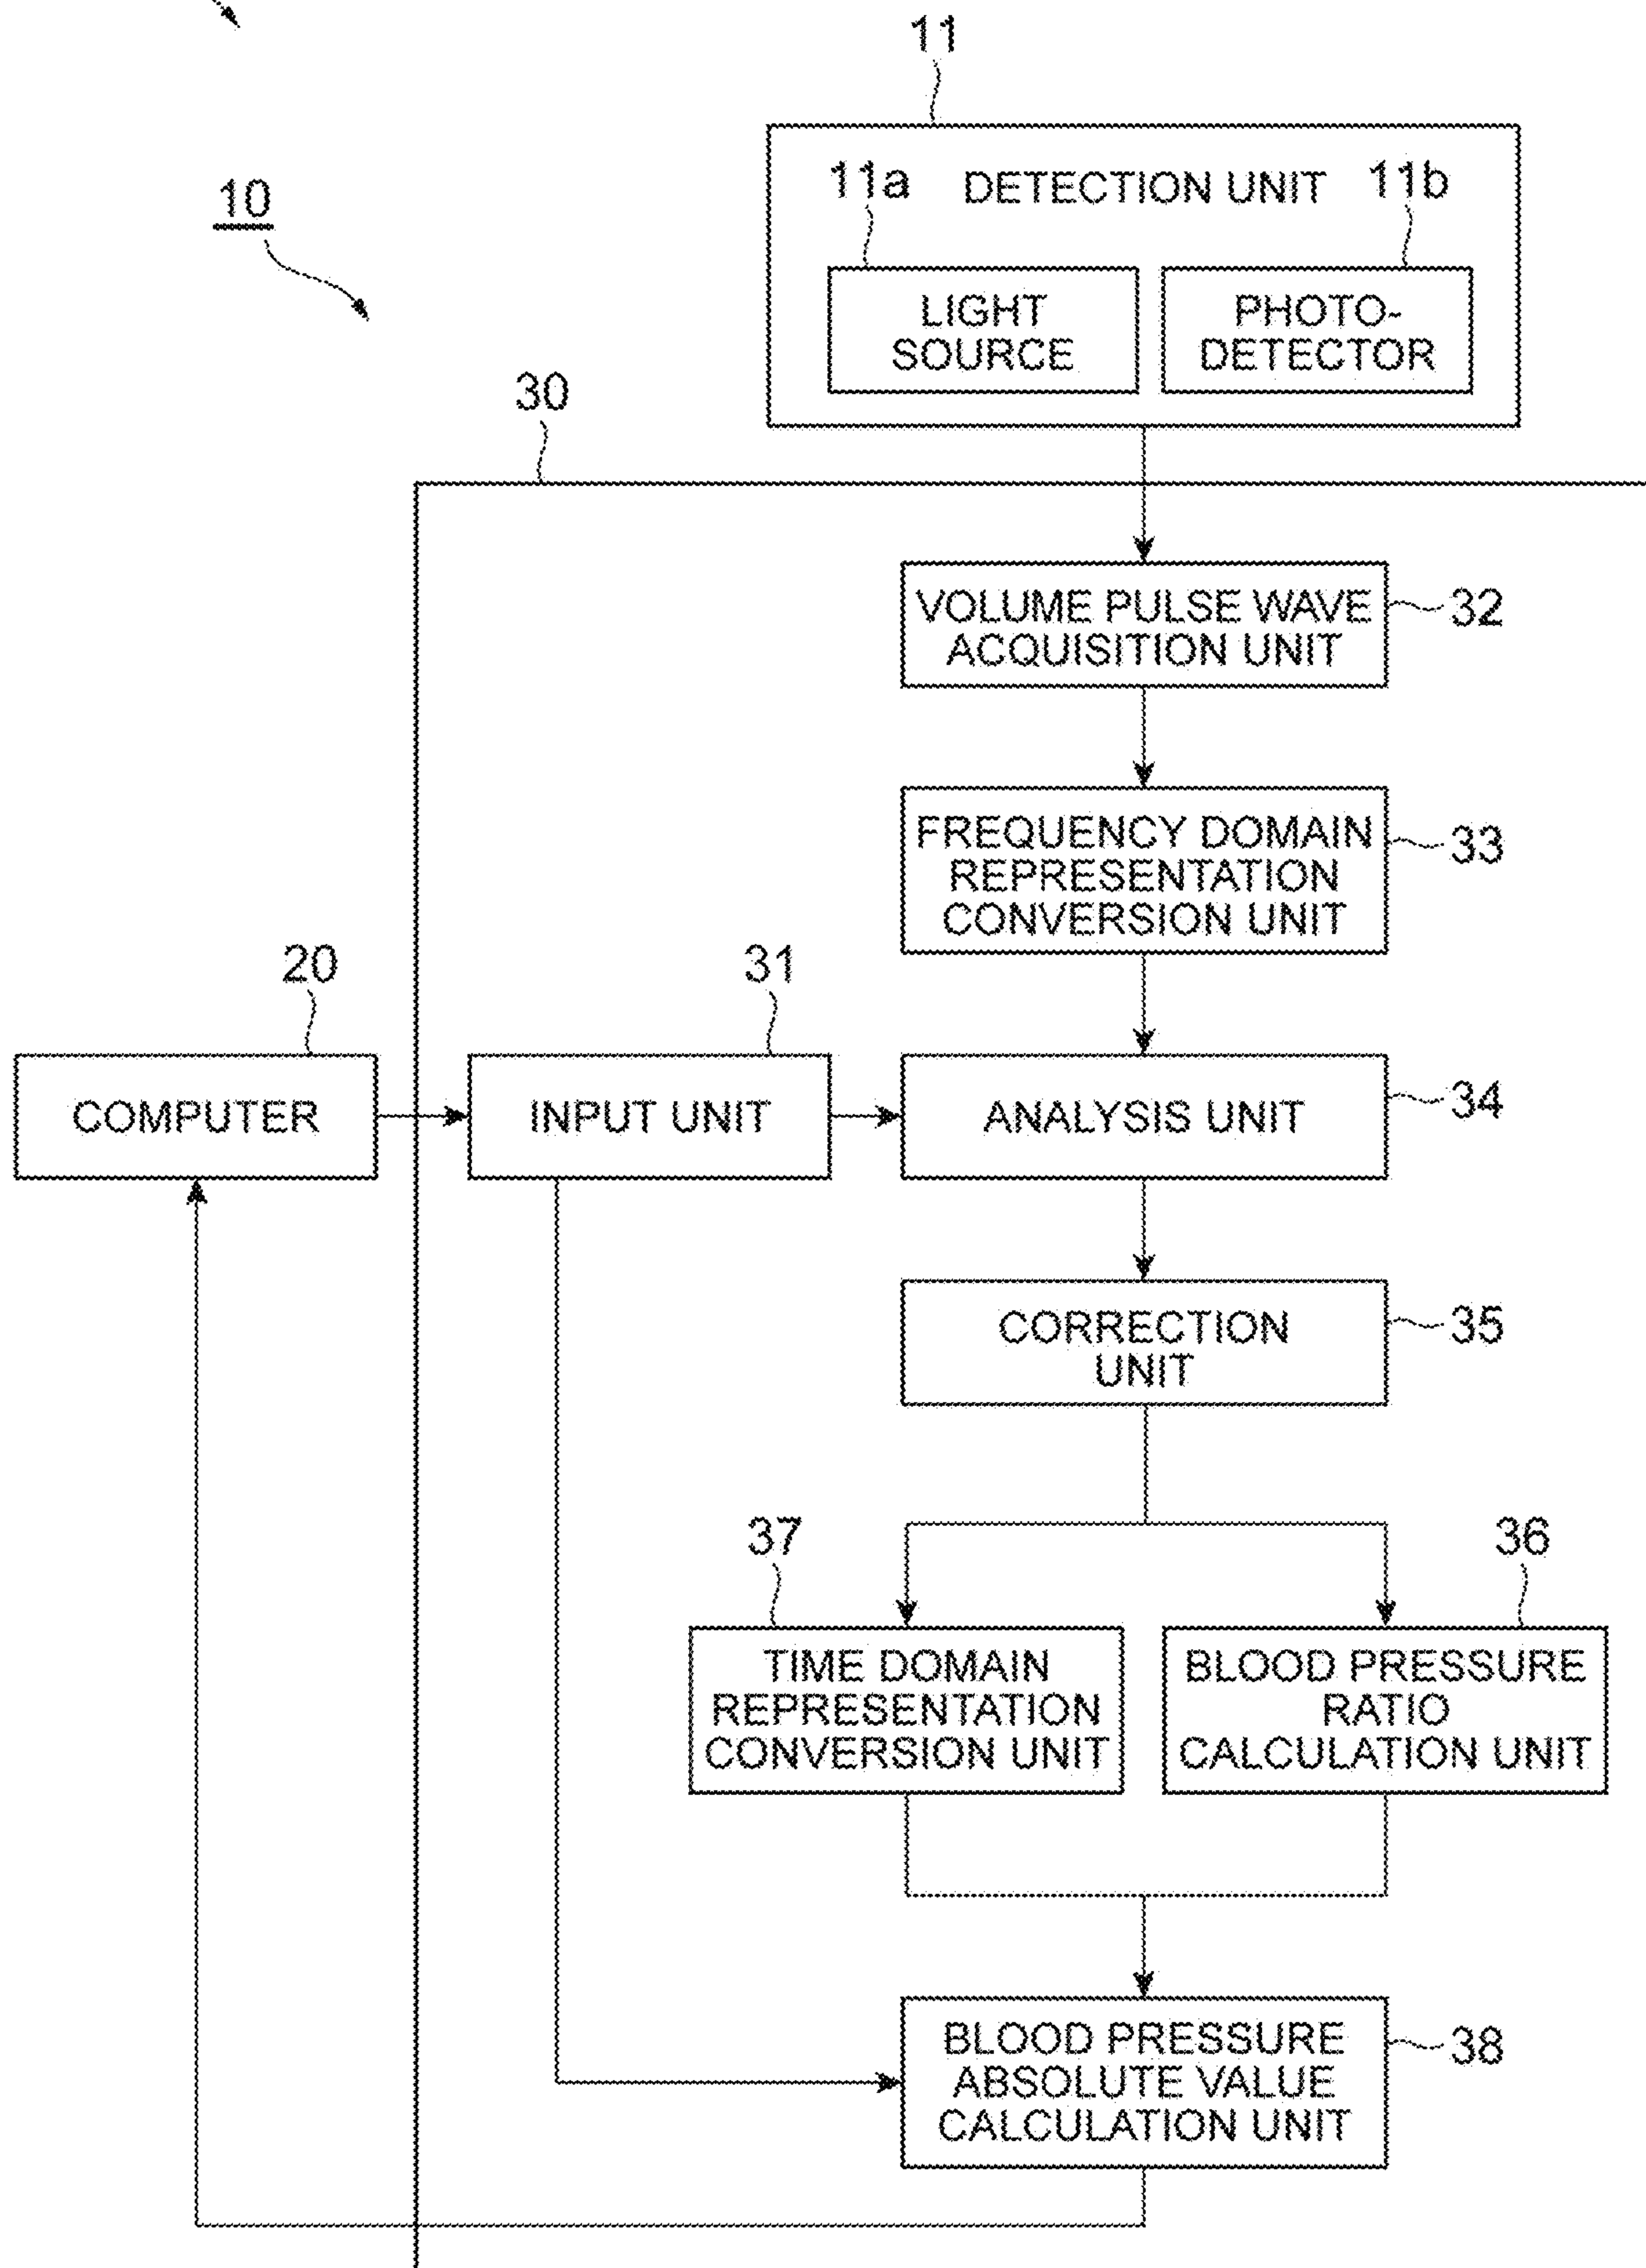 11
11a
DETECTION UNIT
11b
10
LIGHT
SOURCE
PHOTO-
DETECTOR
30
VOLUME PULSE WAVE
ACQUISITION UNIT
32
FREQUENCY DOMAIN
REPRESENTATION
CONVERSION UNIT
33
20
31
COMPUTER
INPUT UNIT
ANALYSIS UNIT
34
CORRECTION
UNIT
35
37
36
TIME DOMAIN
REPRESENTATION
CONVERSION UNIT
BLOOD PRESSURE
RATIO
CALCULATION UNIT
BLOOD PRESSURE
ABSOLUTE VALUE
CALCULATION UNIT
38